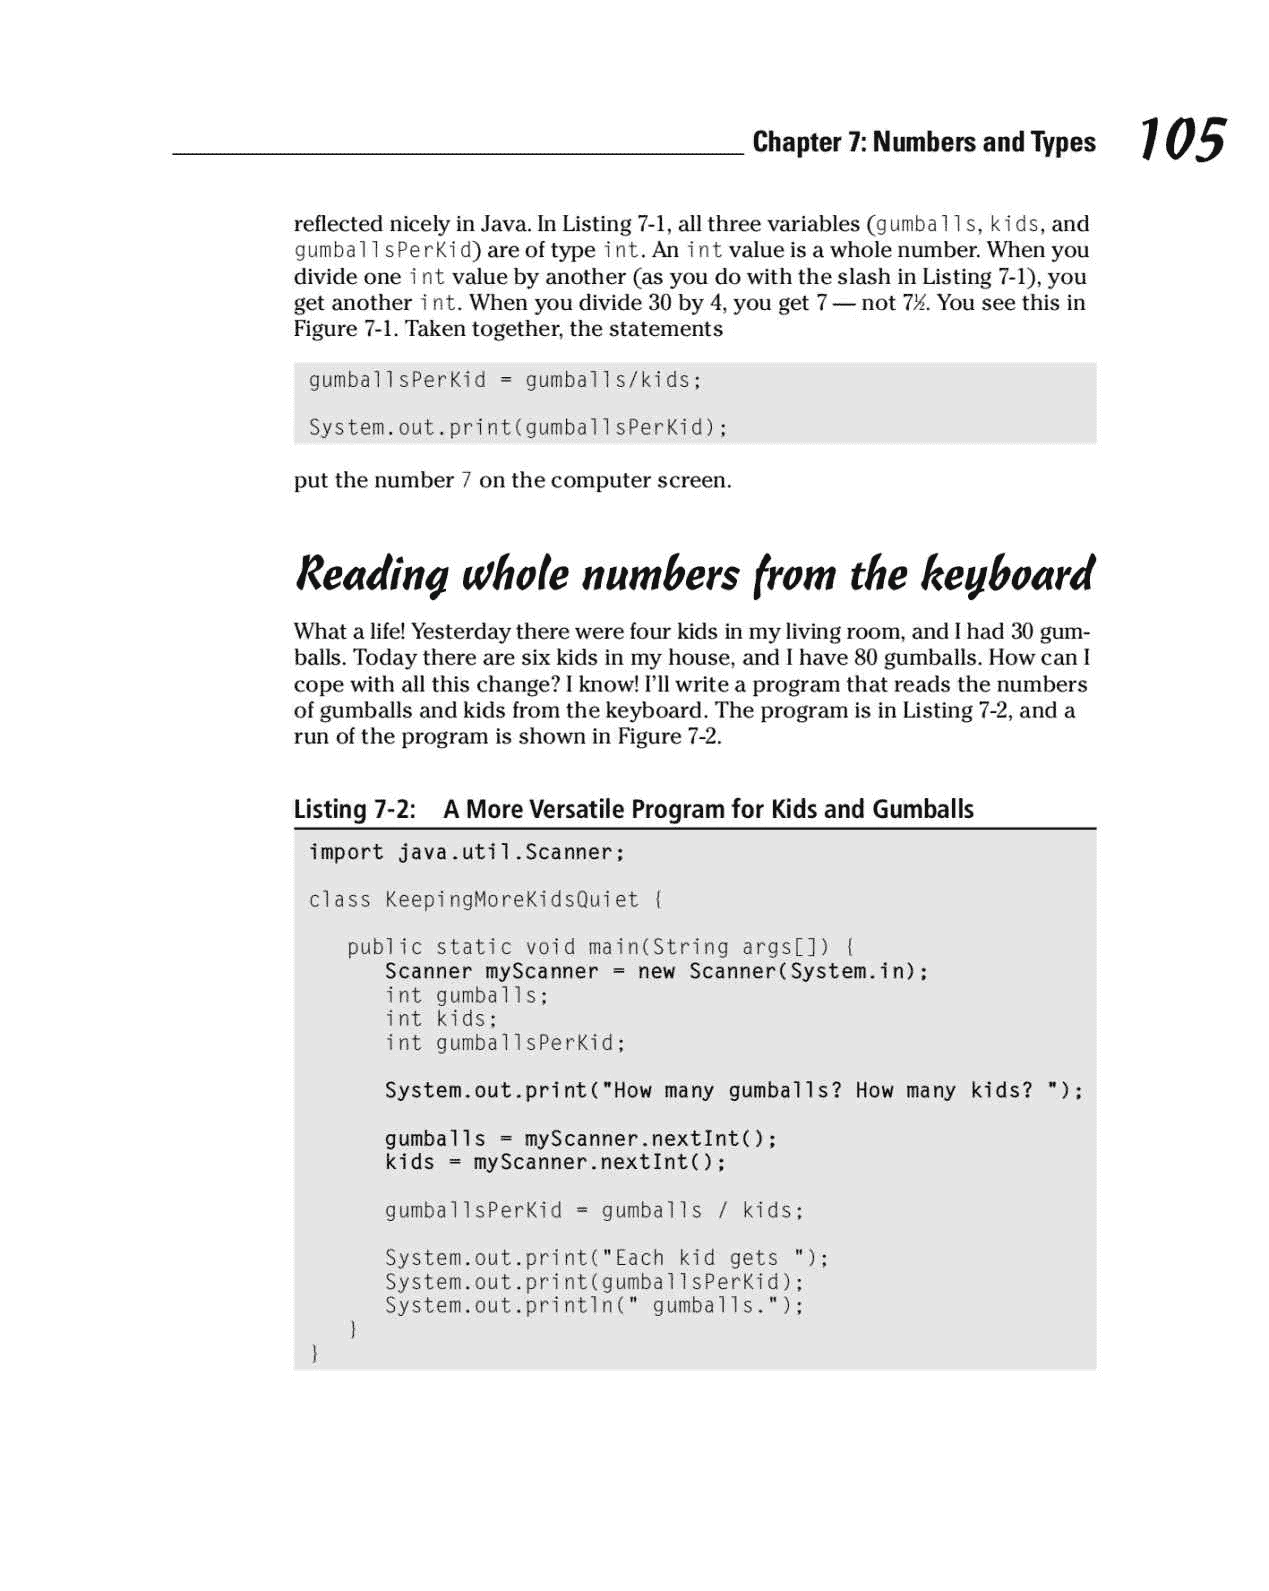 Chapter 7: Numbers and Types 105
reflected nicely in Java. In Listing 7-1, all three variables (gumballs, kids, and
gumballsPerKid) are of type int. An int value is a whole number. When you
divide one int value by another (as you do with the slash in Listing 7-1), you
get another int. When you divide 30 by 4, you get 7 — not 7½. You see this in
Figure 7-1. Taken together, the statements
gumballsPerKid = gumballs/kids;
System.out.print(gumballsPerKid);
put the number 7 on the computer screen.
Reading whole numbers from the keyboard
What a life! Yesterday there were four kids in my living room, and I had 30 gum-
balls. Today there are six kids in my house, and I have 80 gumballs. How can I
cope with all this change? I know! I'll write a program that reads the numbers
of gumballs and kids from the keyboard. The program is in Listing 7-2, and a
run of the program is shown in Figure 7-2.
Listing 7-2: A More Versatile Program for Kids and Gumballs
import java.util.Scanner;
class KeepingMoreKidsQuiet {
public static void main(String args[]) {
Scanner myScanner = new Scanner(System.in);
int gumballs;
int kids;
int gumballsPerKid;
System.out.print("How many gumballs? How many kids? ");
gumballs = myScanner.nextInt();
kids = myScanner.nextInt();
gumballsPerKid = gumballs / kids;
System.out.print("Each kid gets ");
System.out.print(gumballsPerKid);
System.out.println(" gumballs.");
}
}